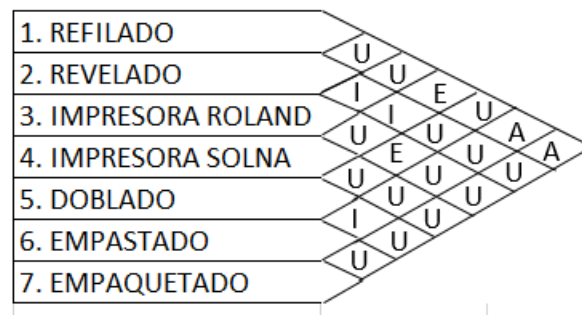 1. REFILADO
U
2. REVELADO U
I E
3. IMPRESORA ROLAND I U
U U A
4. IMPRESORA SOLNA E U A
U U U
5. DOBLADO U U
I U
6. EMPASTADO U
U
7. EMPAQUETADO